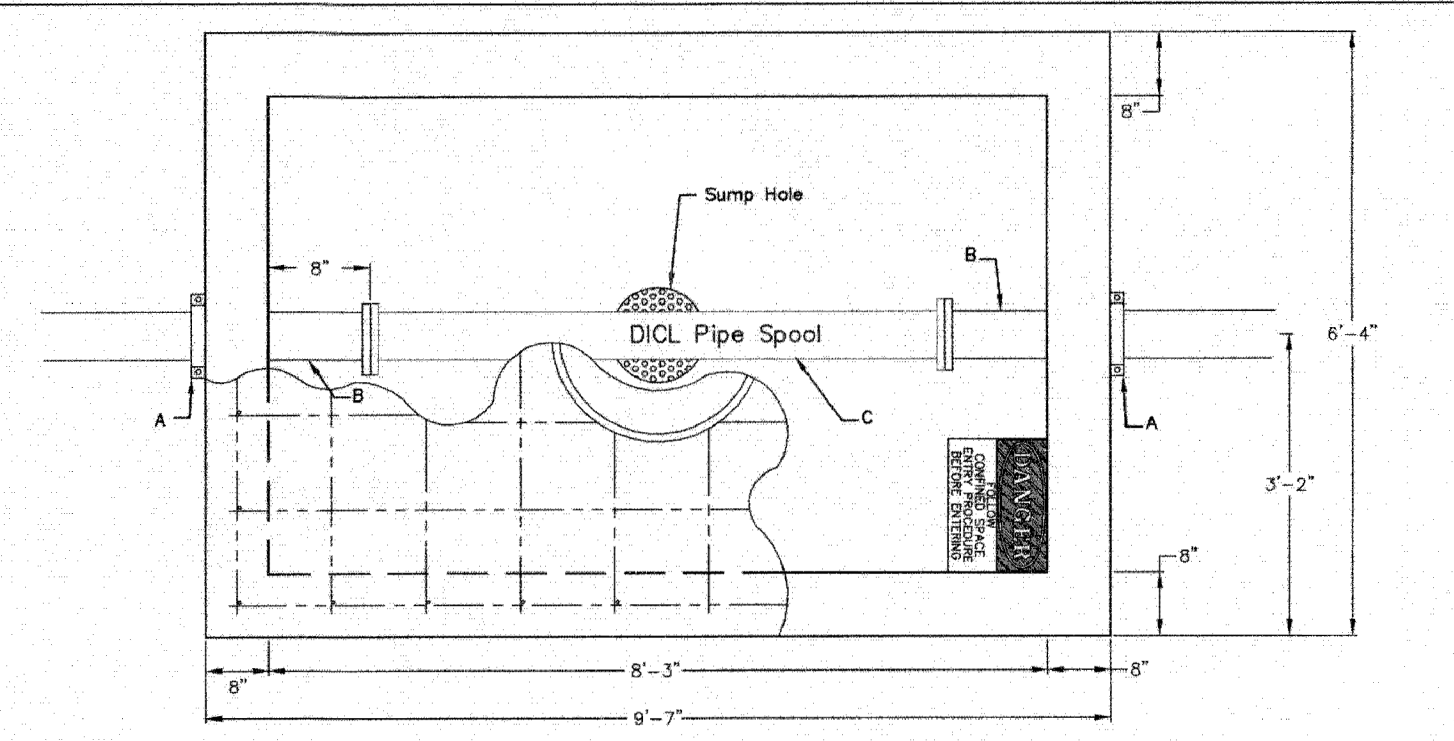 8"
Sump Hole
B
8"
DICL Pipe Spool
6'-4"
B
A
C
A
3'-2"
DANGER
FOLLOW
CONFINED SPACE
ENTRY PROCEDURE
BEFORE ENTERING
8"
8'-3"
8"
8"
9'-7"